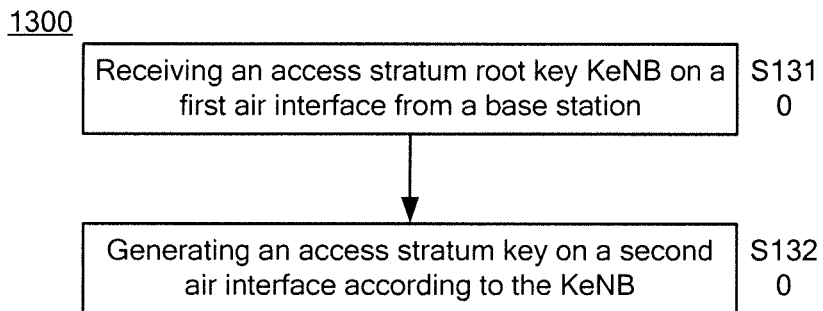 1300
Receiving an access stratum root key KeNB on a
first air interface from a base station
S131
0
Generating an access stratum key on a second
air interface according to the KeNB
S132
0